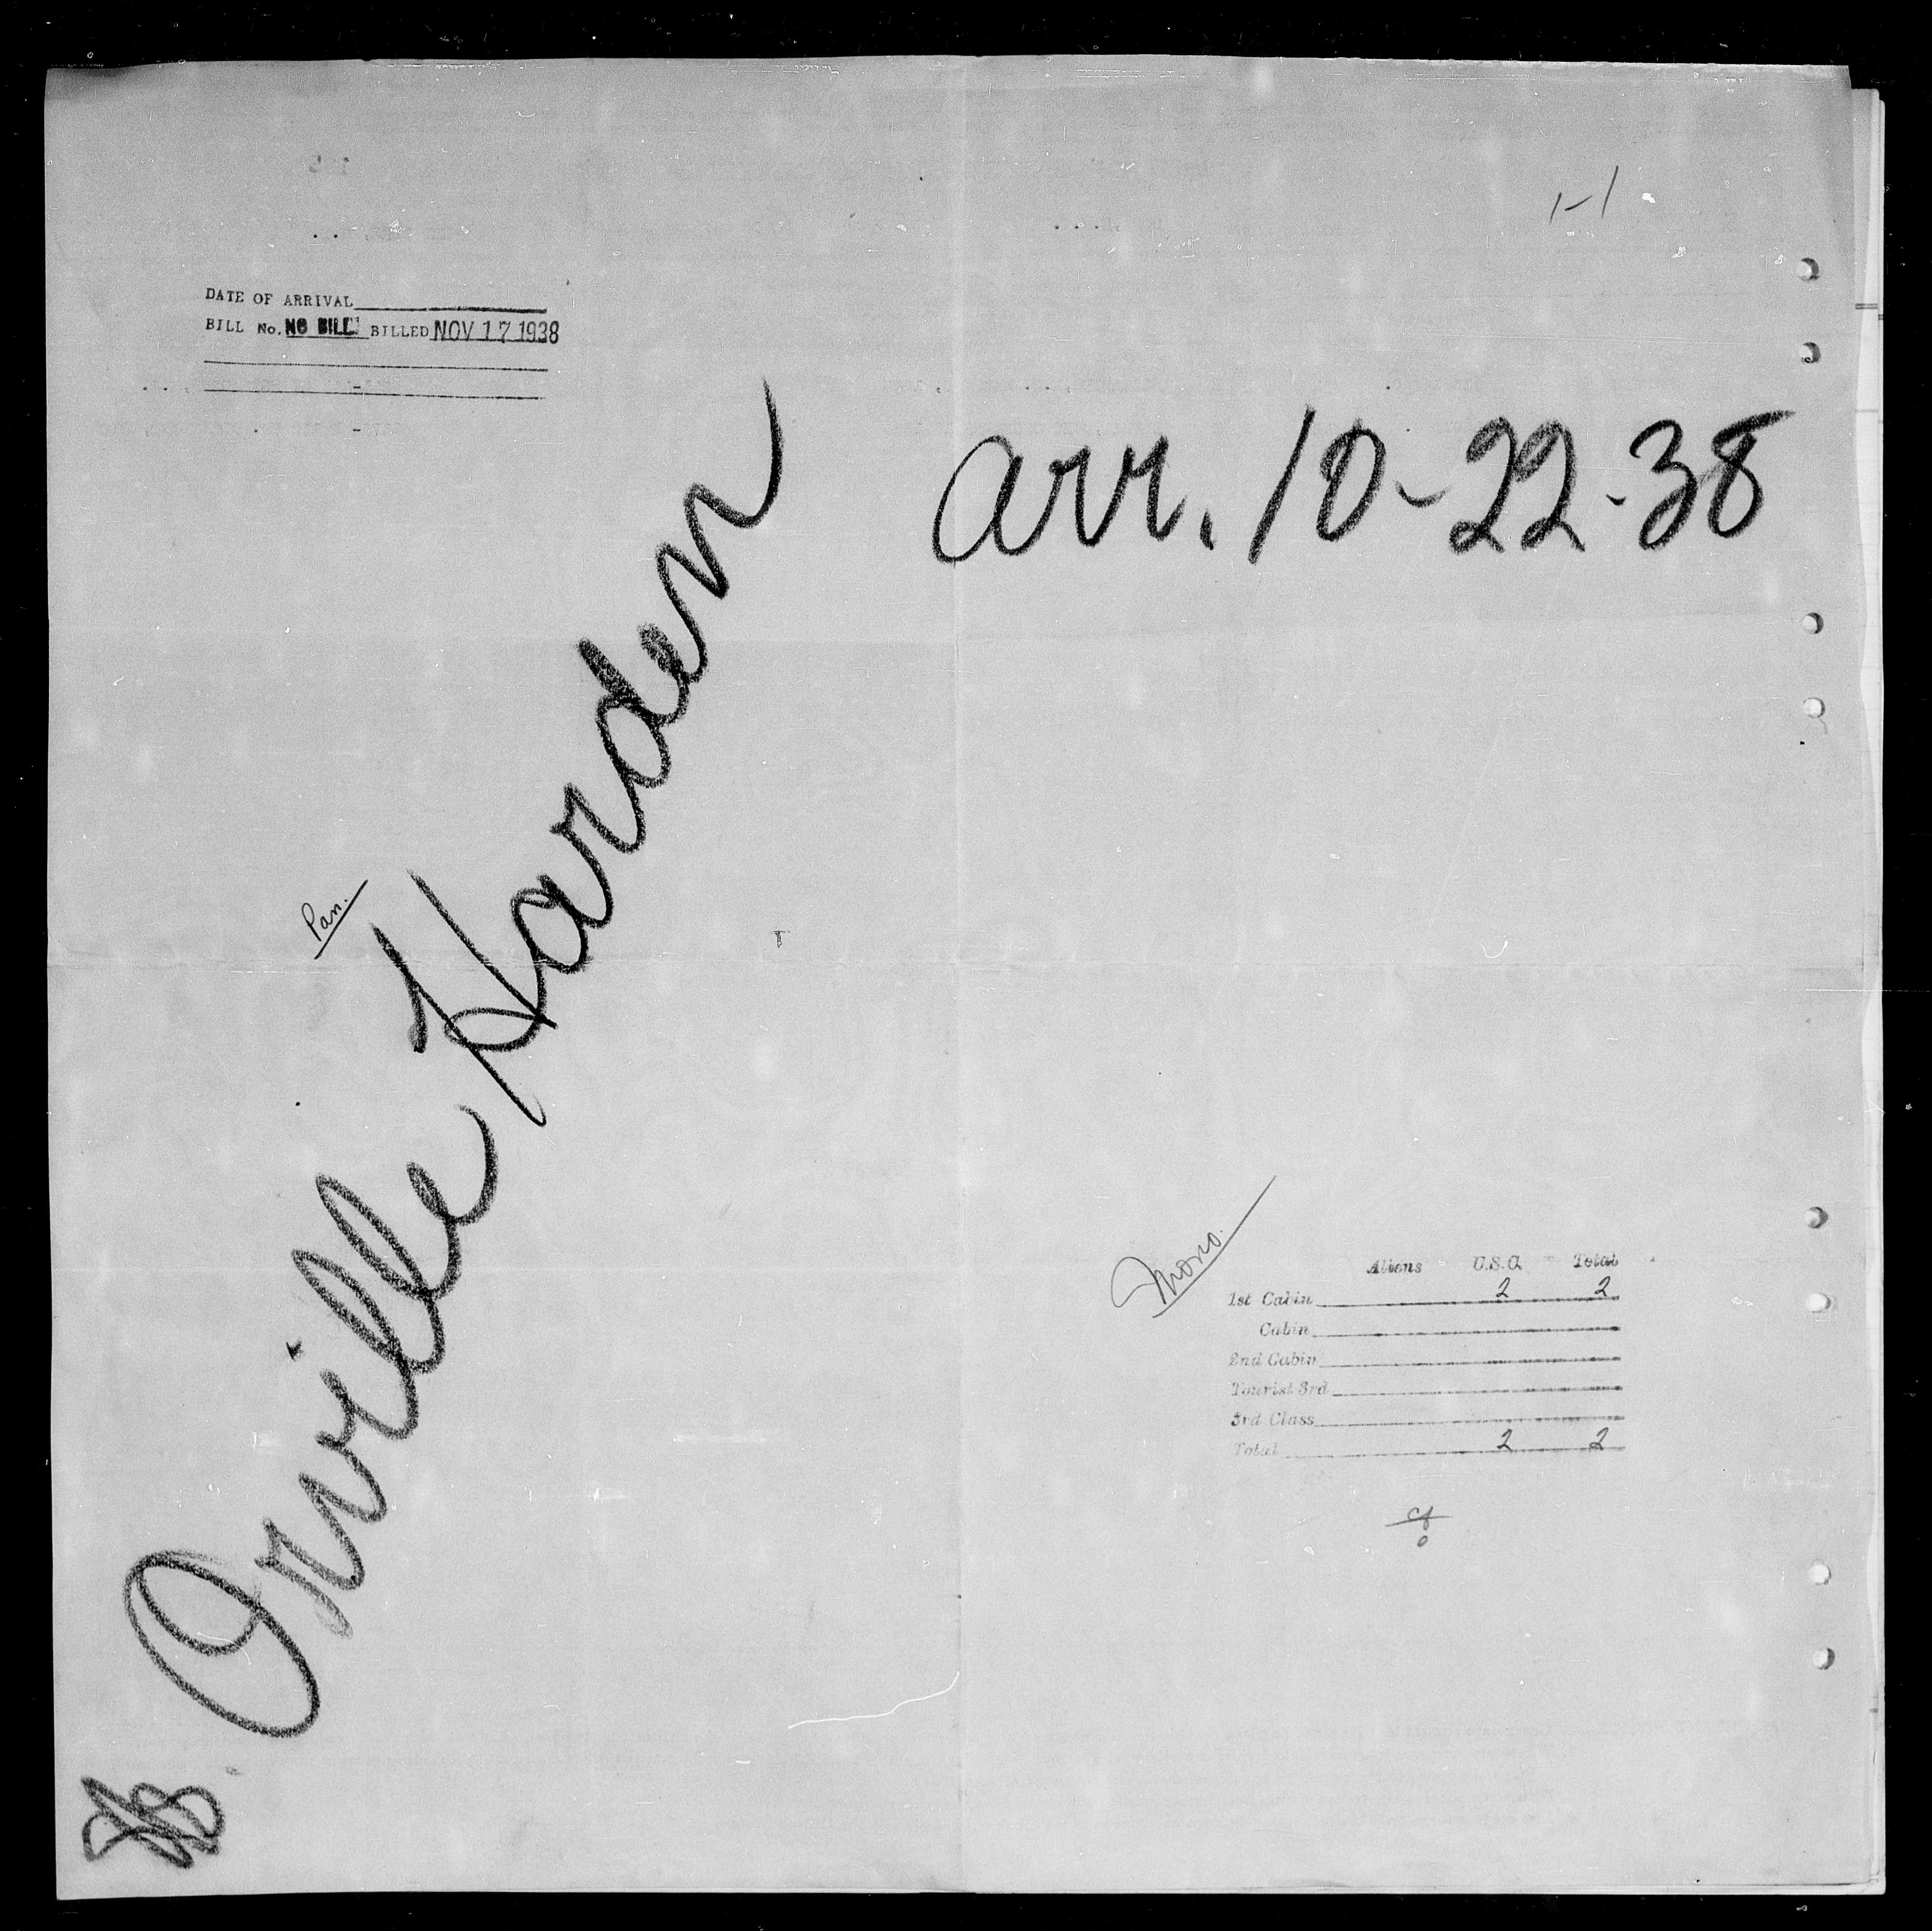 1-1
DATE OF ARRIVAL
BILL No. NO BILL BILLED NOV 17 1938
arr. 10-22-38
SS. Orville Harden
Pan.
Aliens U.S.C. Total
1st Cabin 2 2
Cabin
2nd Cabin
Tourist 3rd
3rd Class
Total 2 2